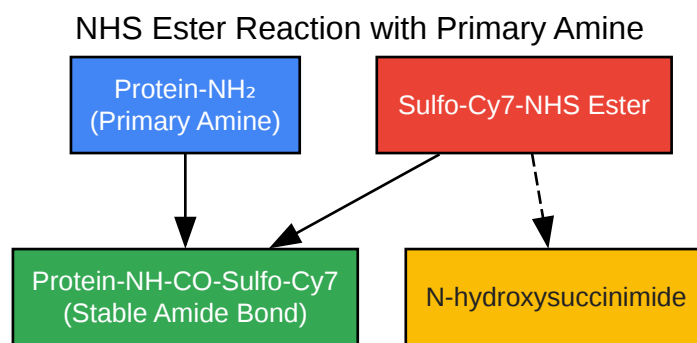 NHS Ester Reaction with Primary Amine
Protein-NH₂
(Primary Amine)
Sulfo-Cy7-NHS Ester
Protein-NH-CO-Sulfo-Cy7
(Stable Amide Bond)
N-hydroxysuccinimide